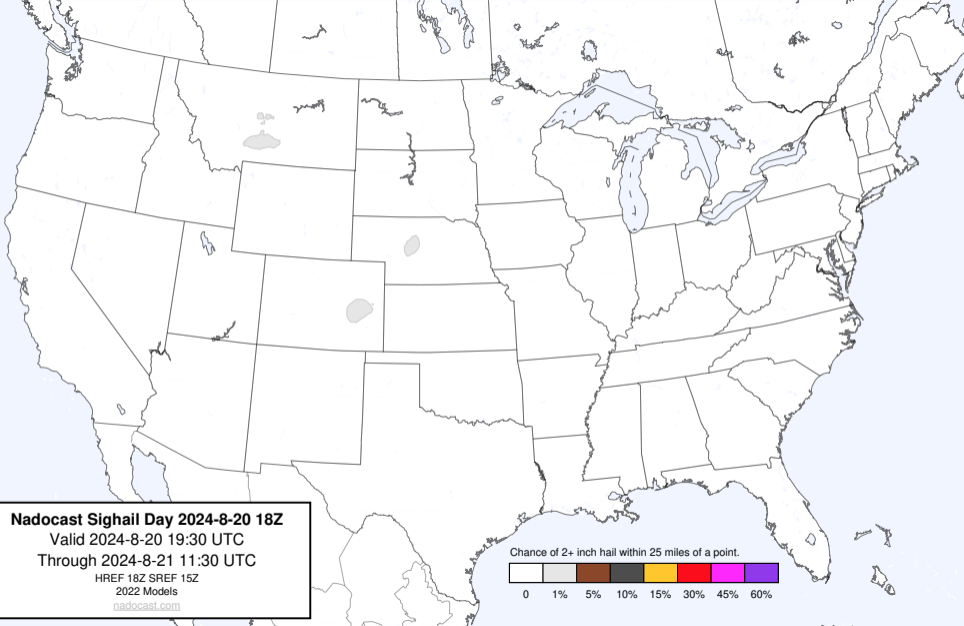 Nadocast Sighail Day 2024-8-20 18Z
Valid 2024-8-20 19:30 UTC
Through 2024-8-21 11:30 UTC
HREF 18Z SREF 15Z
2022 Models
nadocast.com
Chance of 2+ inch hail within 25 miles of a point.
0 1% 5% 10% 15% 30% 45% 60%